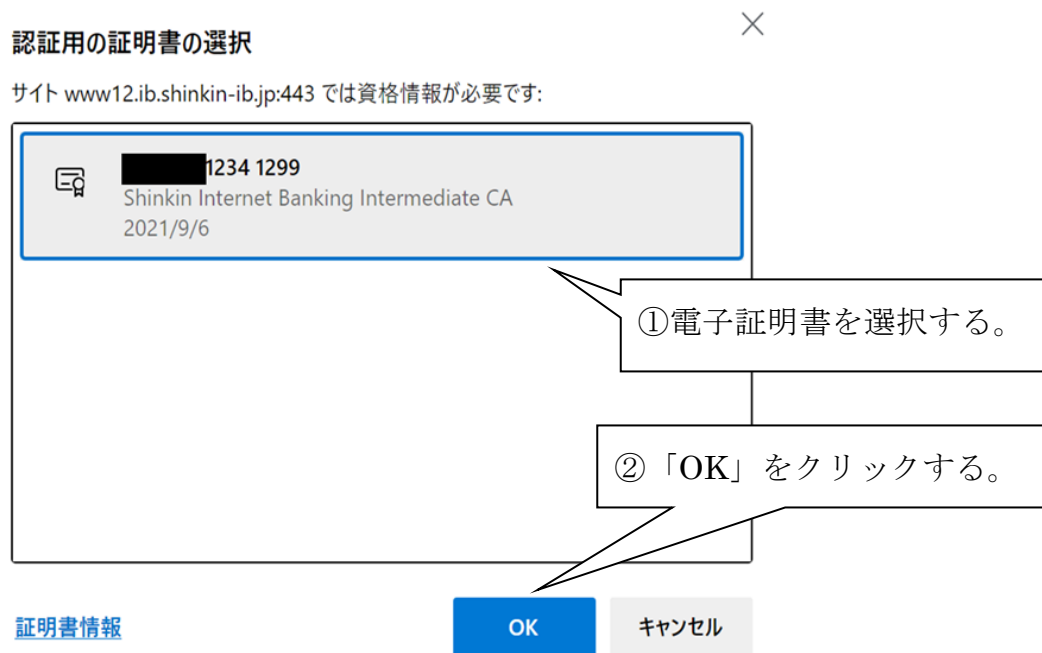 認証用の証明書の選択
サイト www12.ib.shinkin-ib.jp:443 では資格情報が必要です:
1234 1299
Shinkin Internet Banking Intermediate CA
2021/9/6
①電子証明書を選択する。
②「OK」をクリックする。
証明書情報
OK
キャンセル